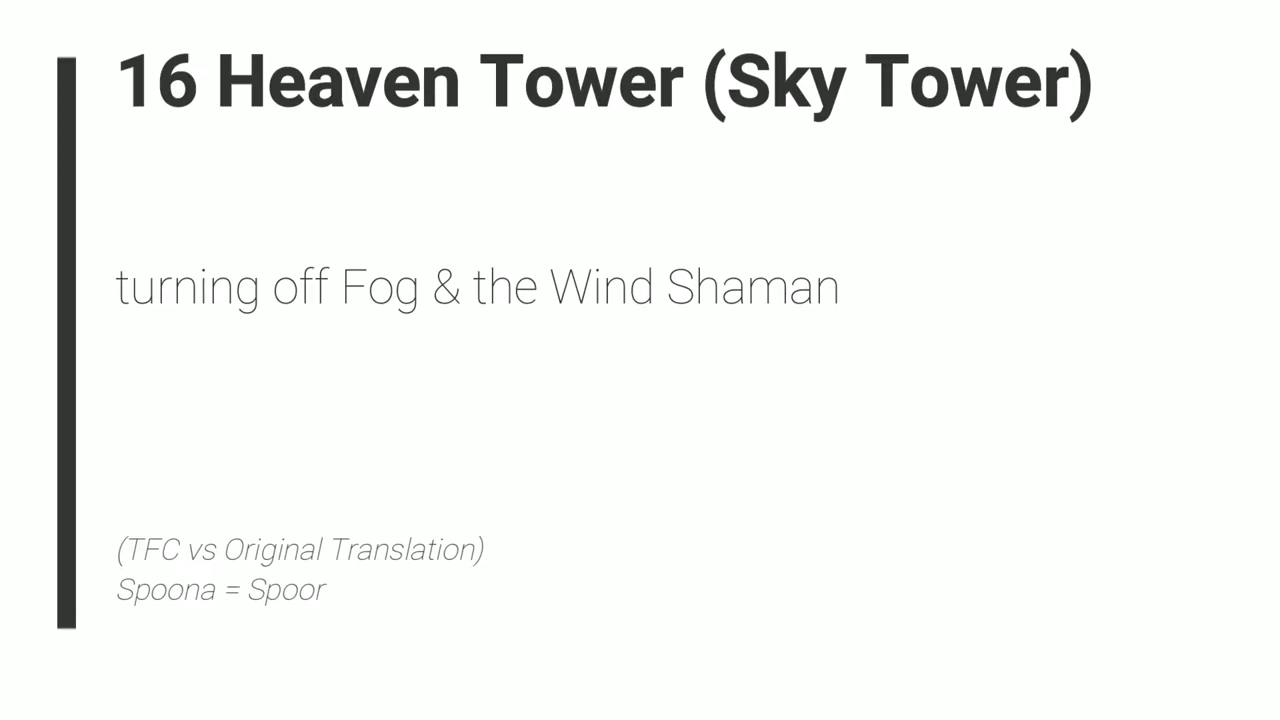 16 Heaven Tower (Sky Tower)
turning off Fog & the Wind Shaman
(TFC vs Original Translation)
Spoona = Spoor